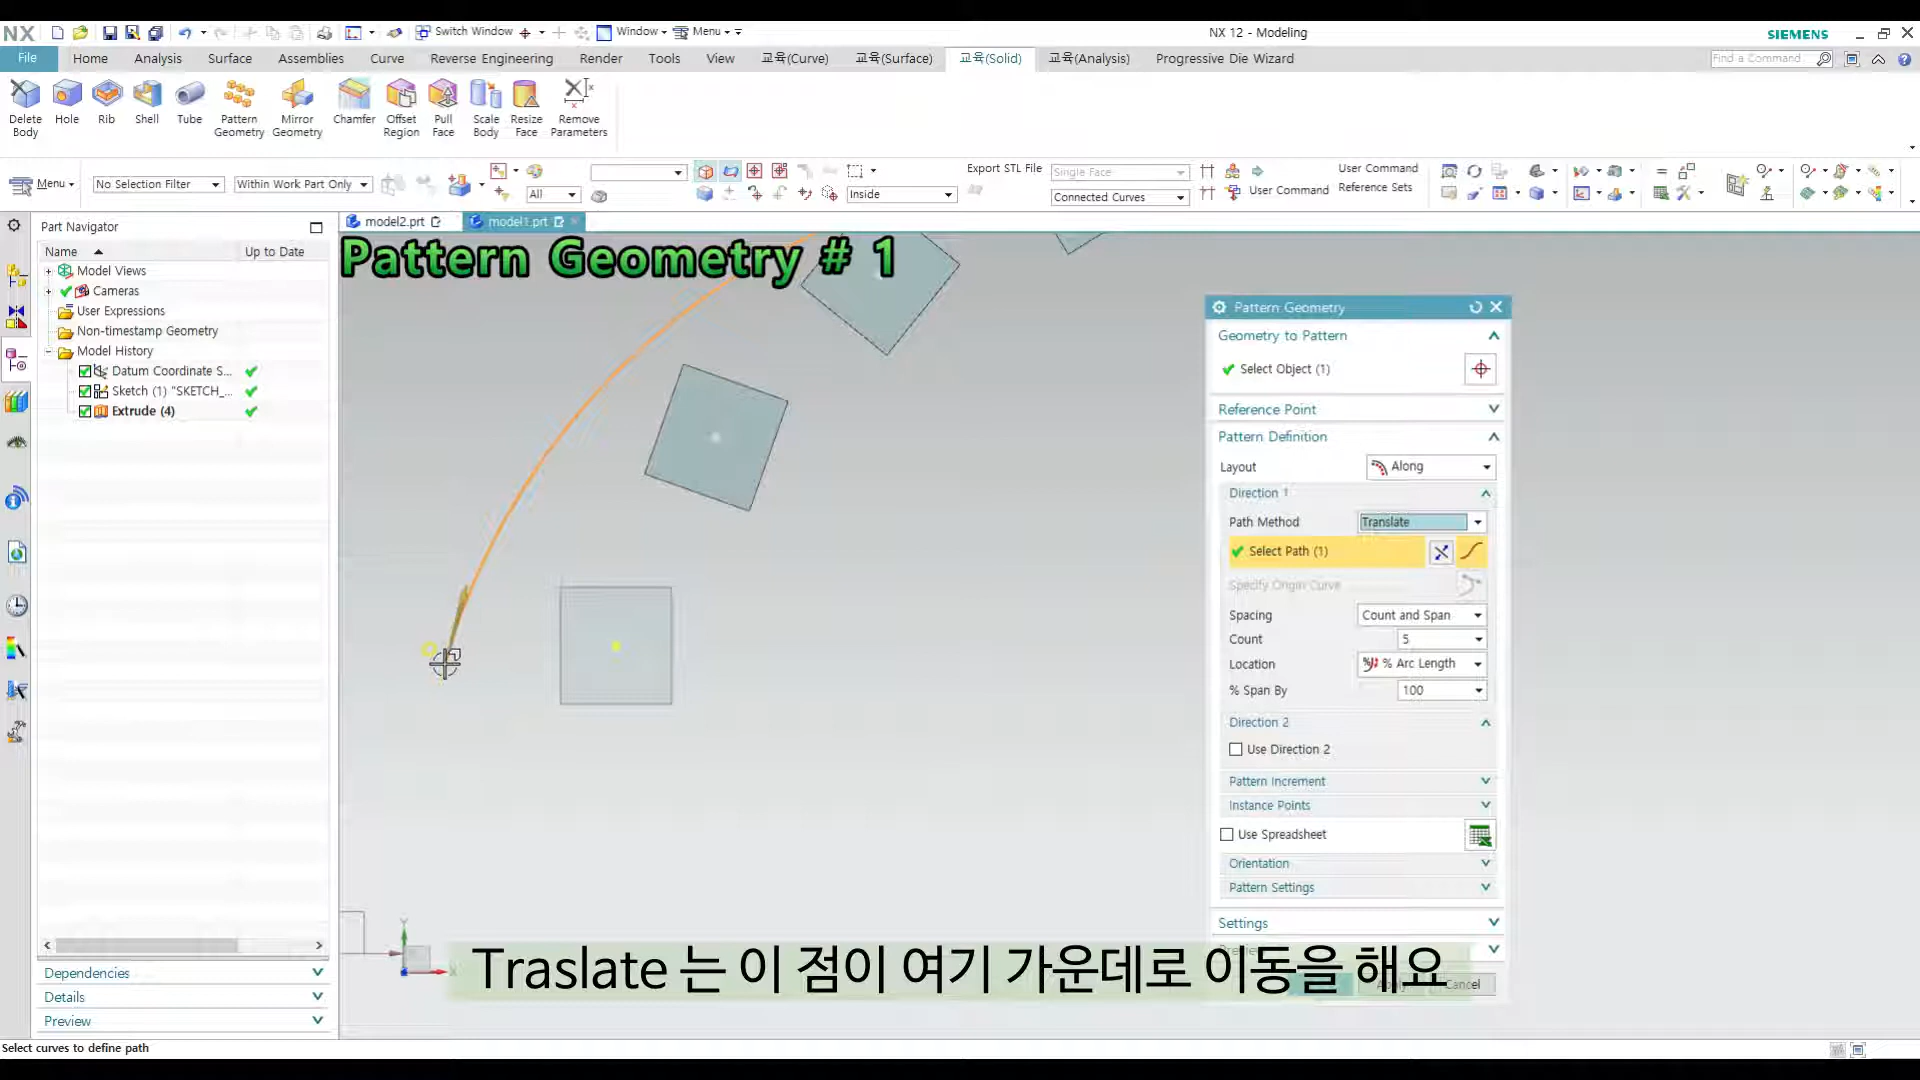 NX
Switch Window
Window
Menu
NX 12 - Modeling
SIEMENS
File
Home
Analysis
Surface
Assemblies
Curve
Reverse Engineering
Render
Tools
View
교육(Curve)
교육(Surface)
교육(Solid)
교육(Analysis)
Progressive Die Wizard
Find a Command
Delete Body
Hole
Rib
Shell
Tube
Pattern Geometry
Mirror Geometry
Chamfer
Offset Region
Pull Face
Scale Body
Resize Face
Remove Parameters
Menu
No Selection Filter
Within Work Part Only
All
Inside
Export STL File
Single Face
Connected Curves
User Command
User Command
Reference Sets
Part Navigator
model2.prt
model1.prt
Name
Up to Date
Model Views
Cameras
User Expressions
Non-timestamp Geometry
Model History
Datum Coordinate S...
Sketch (1) "SKETCH_...
Extrude (4)
Pattern Geometry # 1
Pattern Geometry
Geometry to Pattern
Select Object (1)
Reference Point
Pattern Definition
Layout
Along
Direction 1
Path Method
Translate
Select Path (1)
Specify Origin Curve
Spacing
Count and Span
Count
5
Location
% Arc Length
% Span By
100
Direction 2
Use Direction 2
Pattern Increment
Instance Points
Use Spreadsheet
Orientation
Pattern Settings
Settings
Cancel
Traslate 는 이 점이 여기 가운데로 이동을 해요
Dependencies
Details
Preview
Select curves to define path